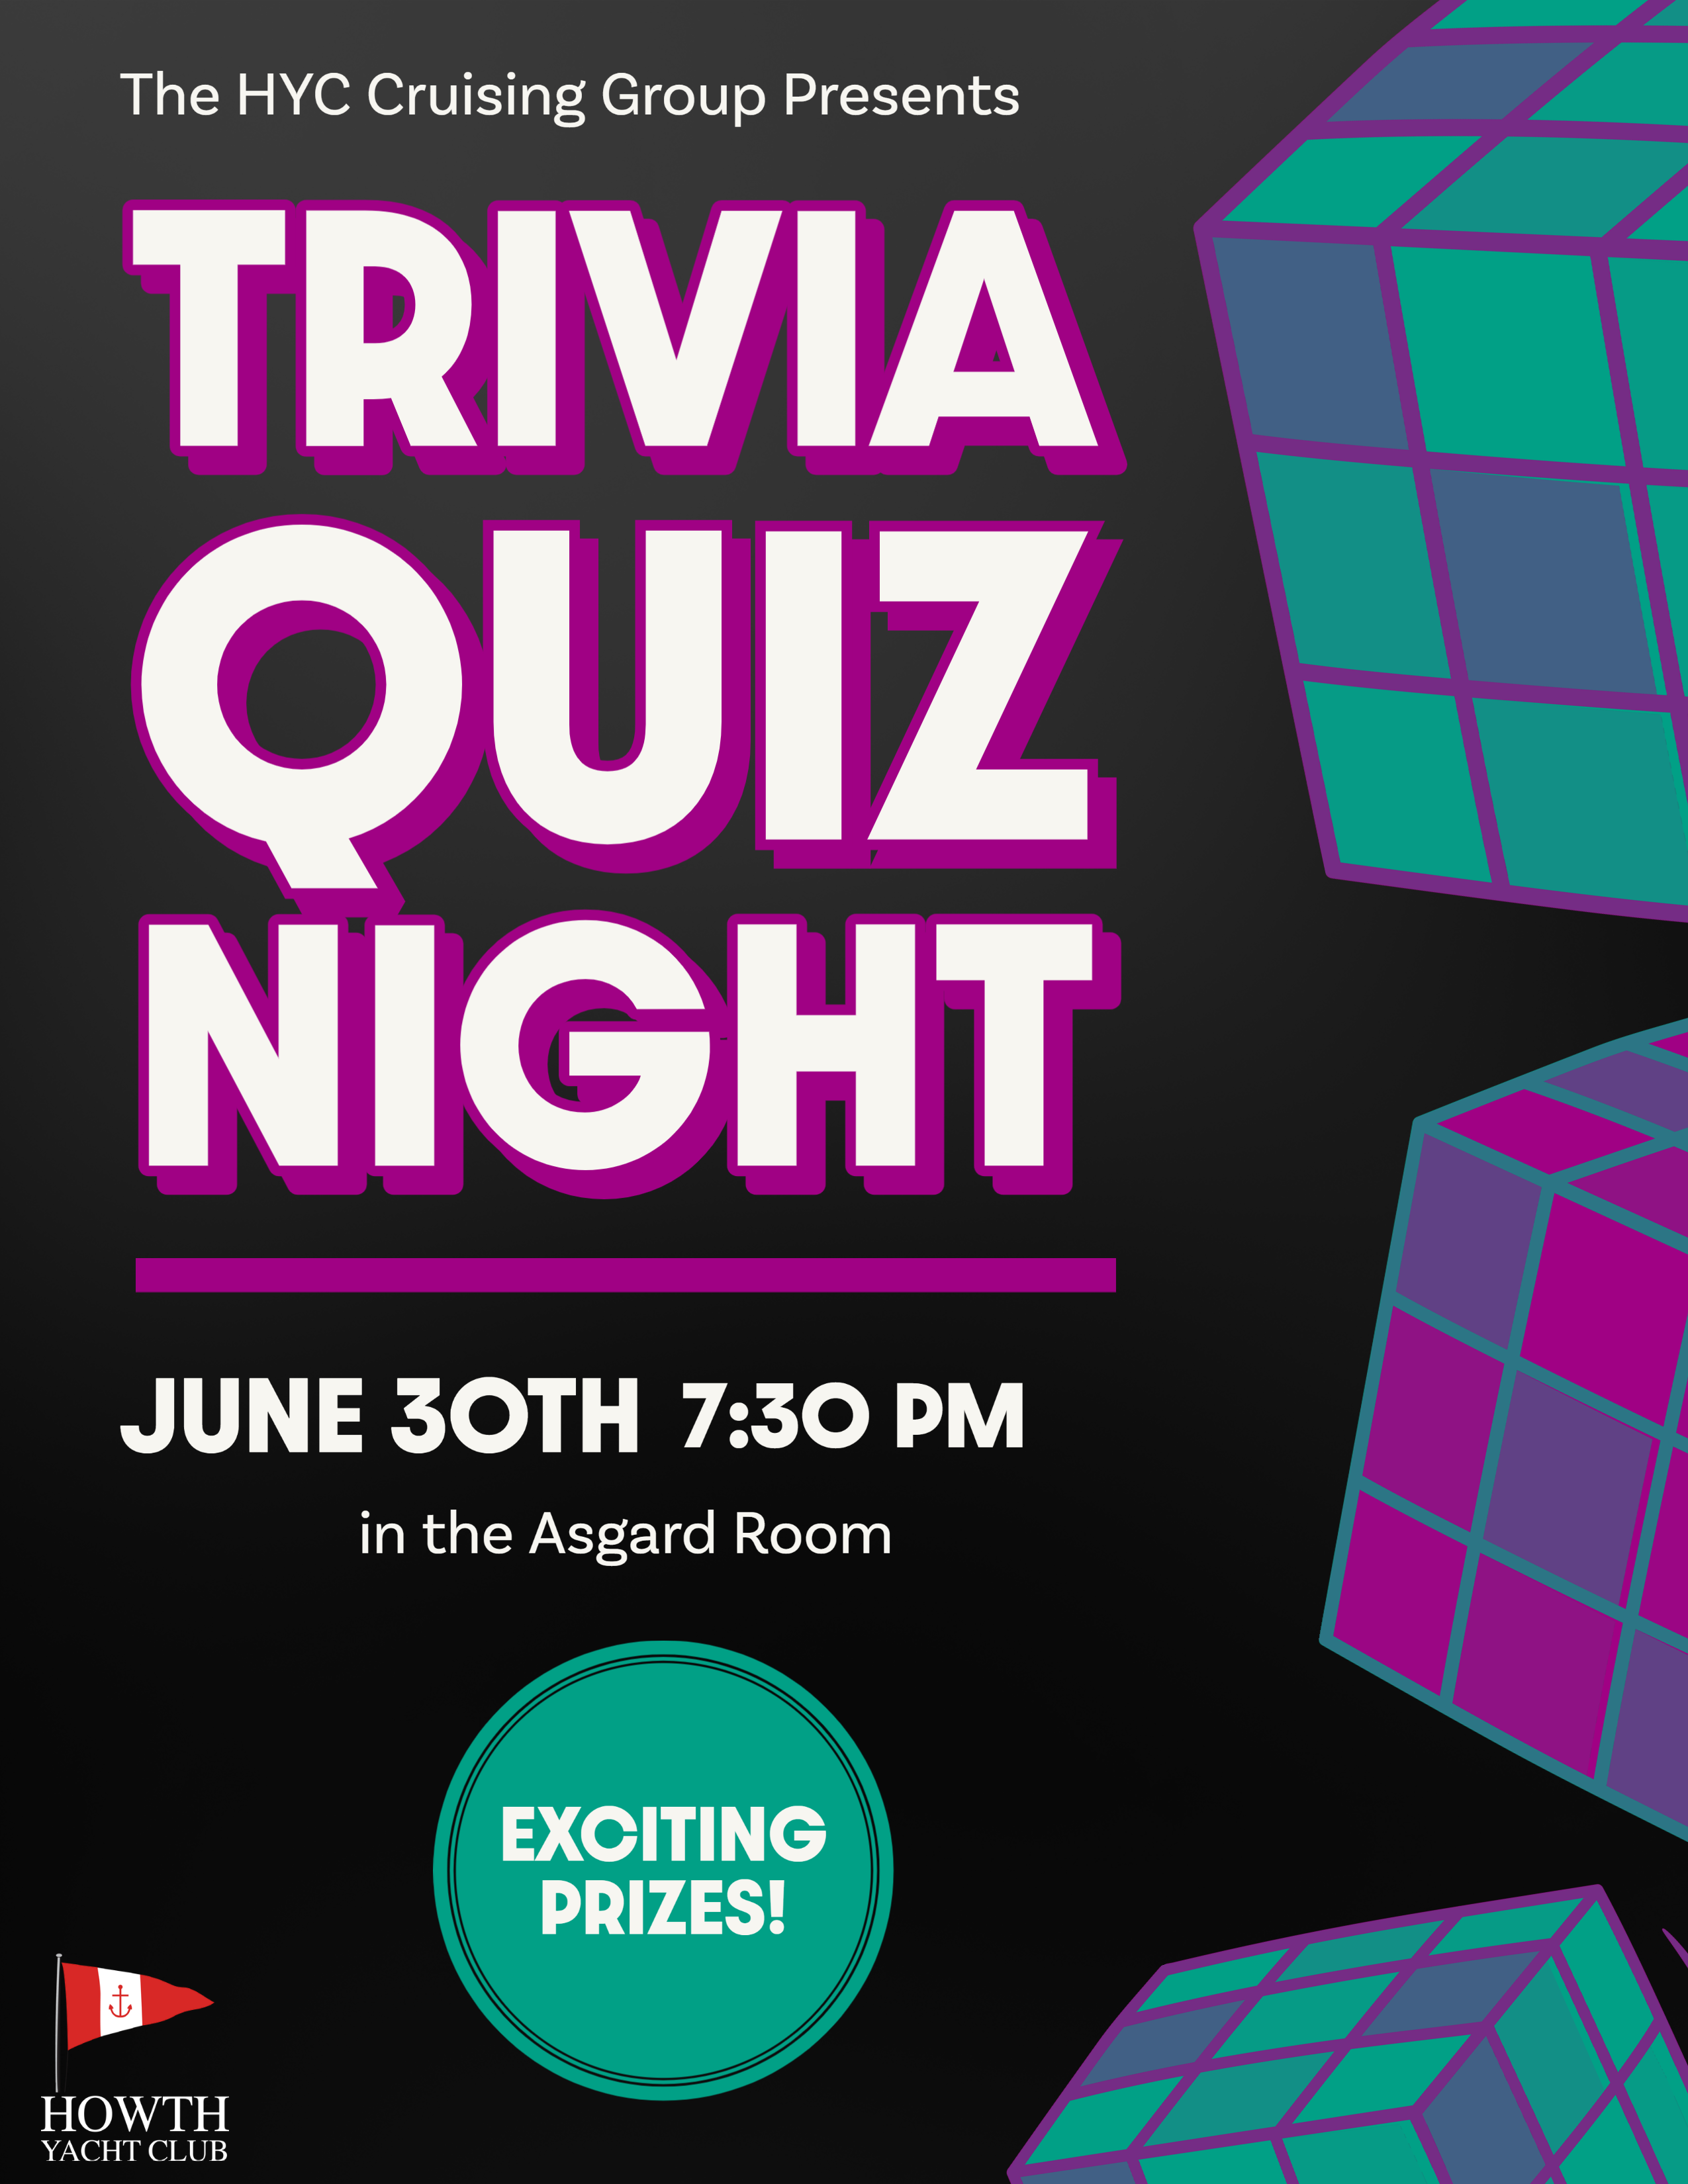 The HYC Cruising Group Presents
TRIVIA
QUIZ
NIGHT
JUNE 30TH 7:30 PM
in the Asgard Room
EXCITING
PRIZES!
HOWTH
YACHT CLUB